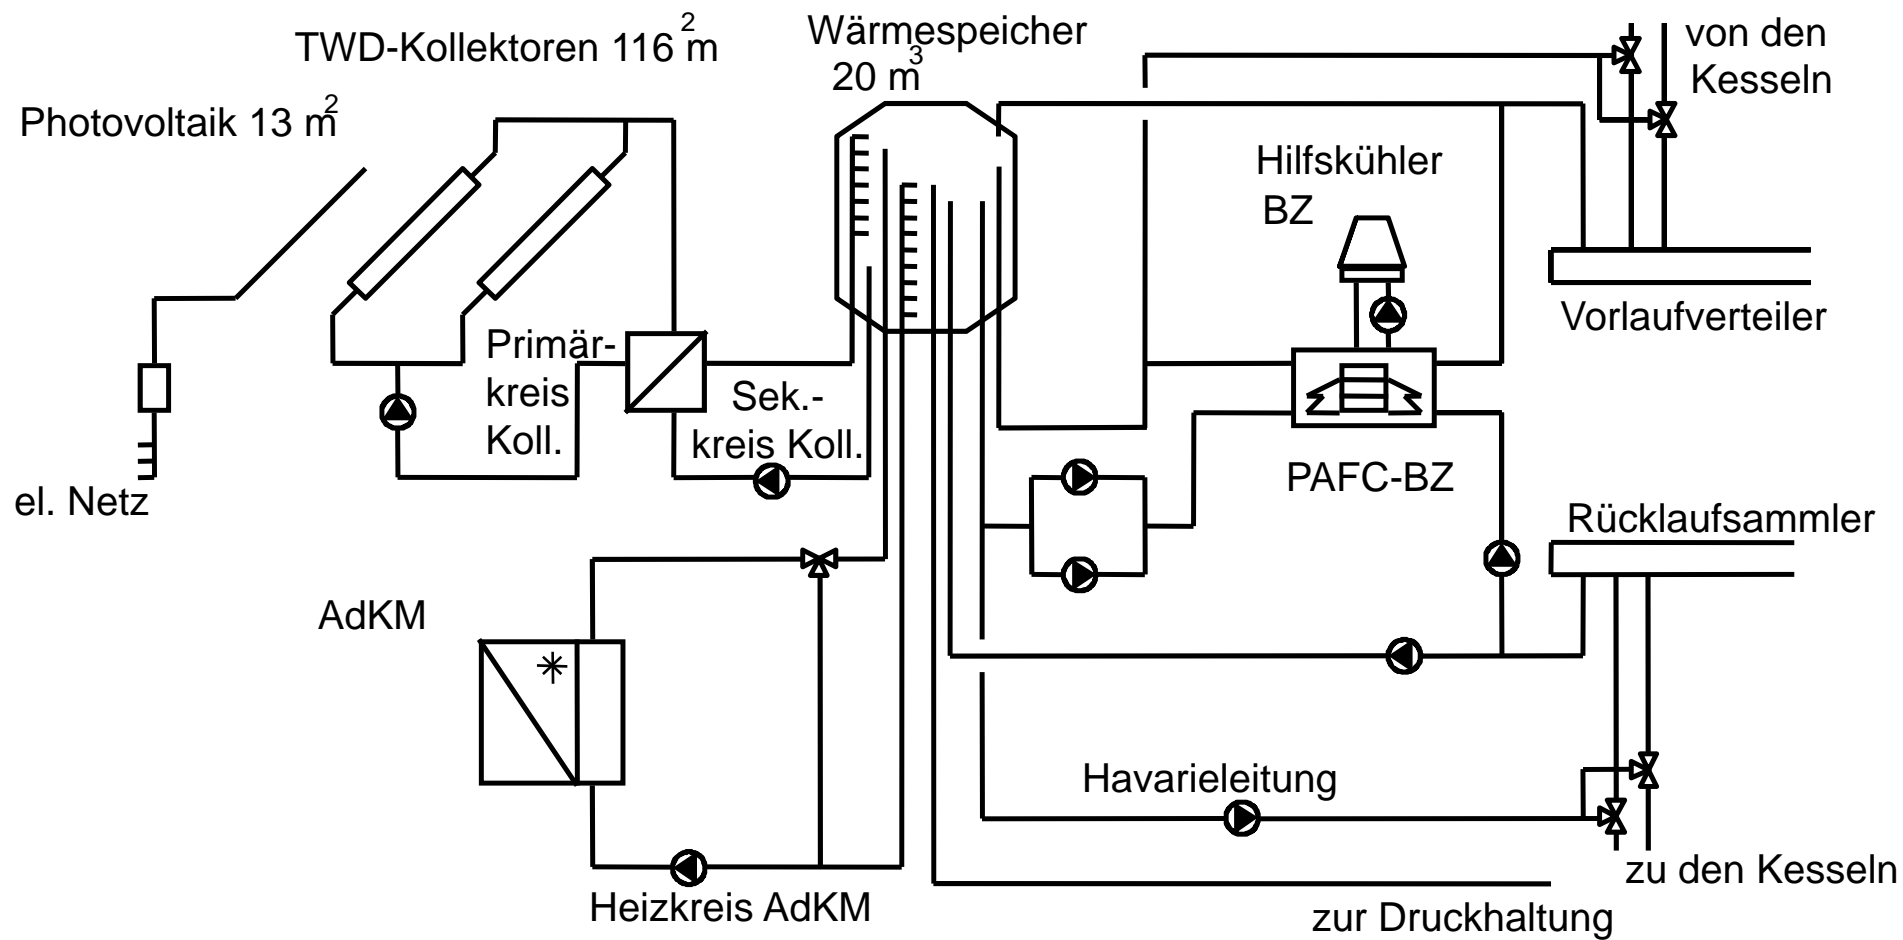 TWD-Kollektoren 116 m²
Wärmespeicher
20 m³
von den
Kesseln
Photovoltaik 13 m²
Hilfskühler
BZ
Vorlaufverteiler
Primär-
kreis
Koll.
Sek.-
kreis Koll.
PAFC-BZ
el. Netz
Rücklaufsammler
AdKM
Havarieleitung
zu den Kesseln
Heizkreis AdKM
zur Druckhaltung